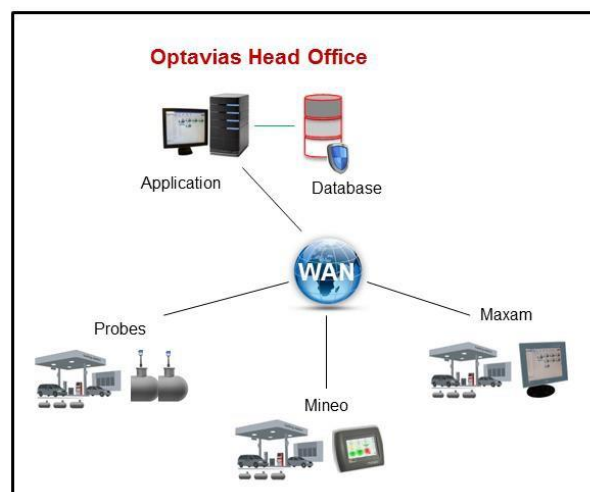 Optavias Head Office
Application
Database
WAN
Probes
Maxam
Mineo